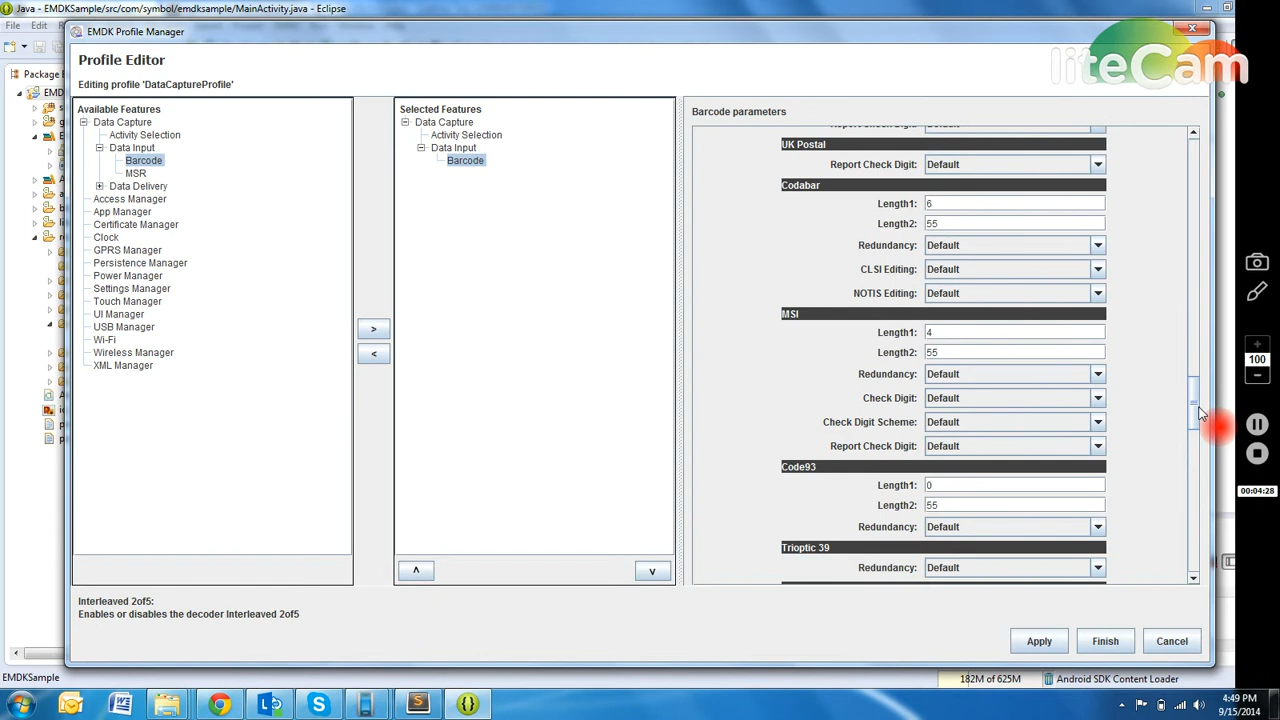 Java - EMDKSample/src/com/symbol/emdksample/MainActivity.java - Eclipse
File Edit
EMDK Profile Manager
liteCam
Profile Editor
Editing profile 'DataCaptureProfile'
Package
EMD
Available Features
Data Capture
Activity Selection
Data Input
Barcode
MSR
Data Delivery
Access Manager
App Manager
Certificate Manager
Clock
GPRS Manager
Persistence Manager
Power Manager
Settings Manager
Touch Manager
UI Manager
USB Manager
Wi-Fi
Wireless Manager
XML Manager
>
<
Selected Features
Data Capture
Activity Selection
Data Input
Barcode
^
v
Barcode parameters
UK Postal
Report Check Digit: Default
Codabar
Length1: 6
Length2: 55
Redundancy: Default
CLSI Editing: Default
NOTIS Editing: Default
MSI
Length1: 4
Length2: 55
Redundancy: Default
Check Digit: Default
Check Digit Scheme: Default
Report Check Digit: Default
Code93
Length1: 0
Length2: 55
Redundancy: Default
Trioptic 39
Redundancy: Default
Interleaved 2of5:
Enables or disables the decoder Interleaved 2of5
Apply Finish Cancel
+
100
-
00:04:28
EMDKSample
182M of 625M
Android SDK Content Loader
4:49 PM
9/15/2014